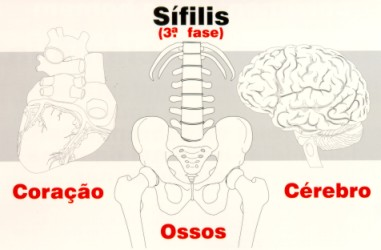 Sífilis
(3ª fase)
Coração
Cérebro
Ossos